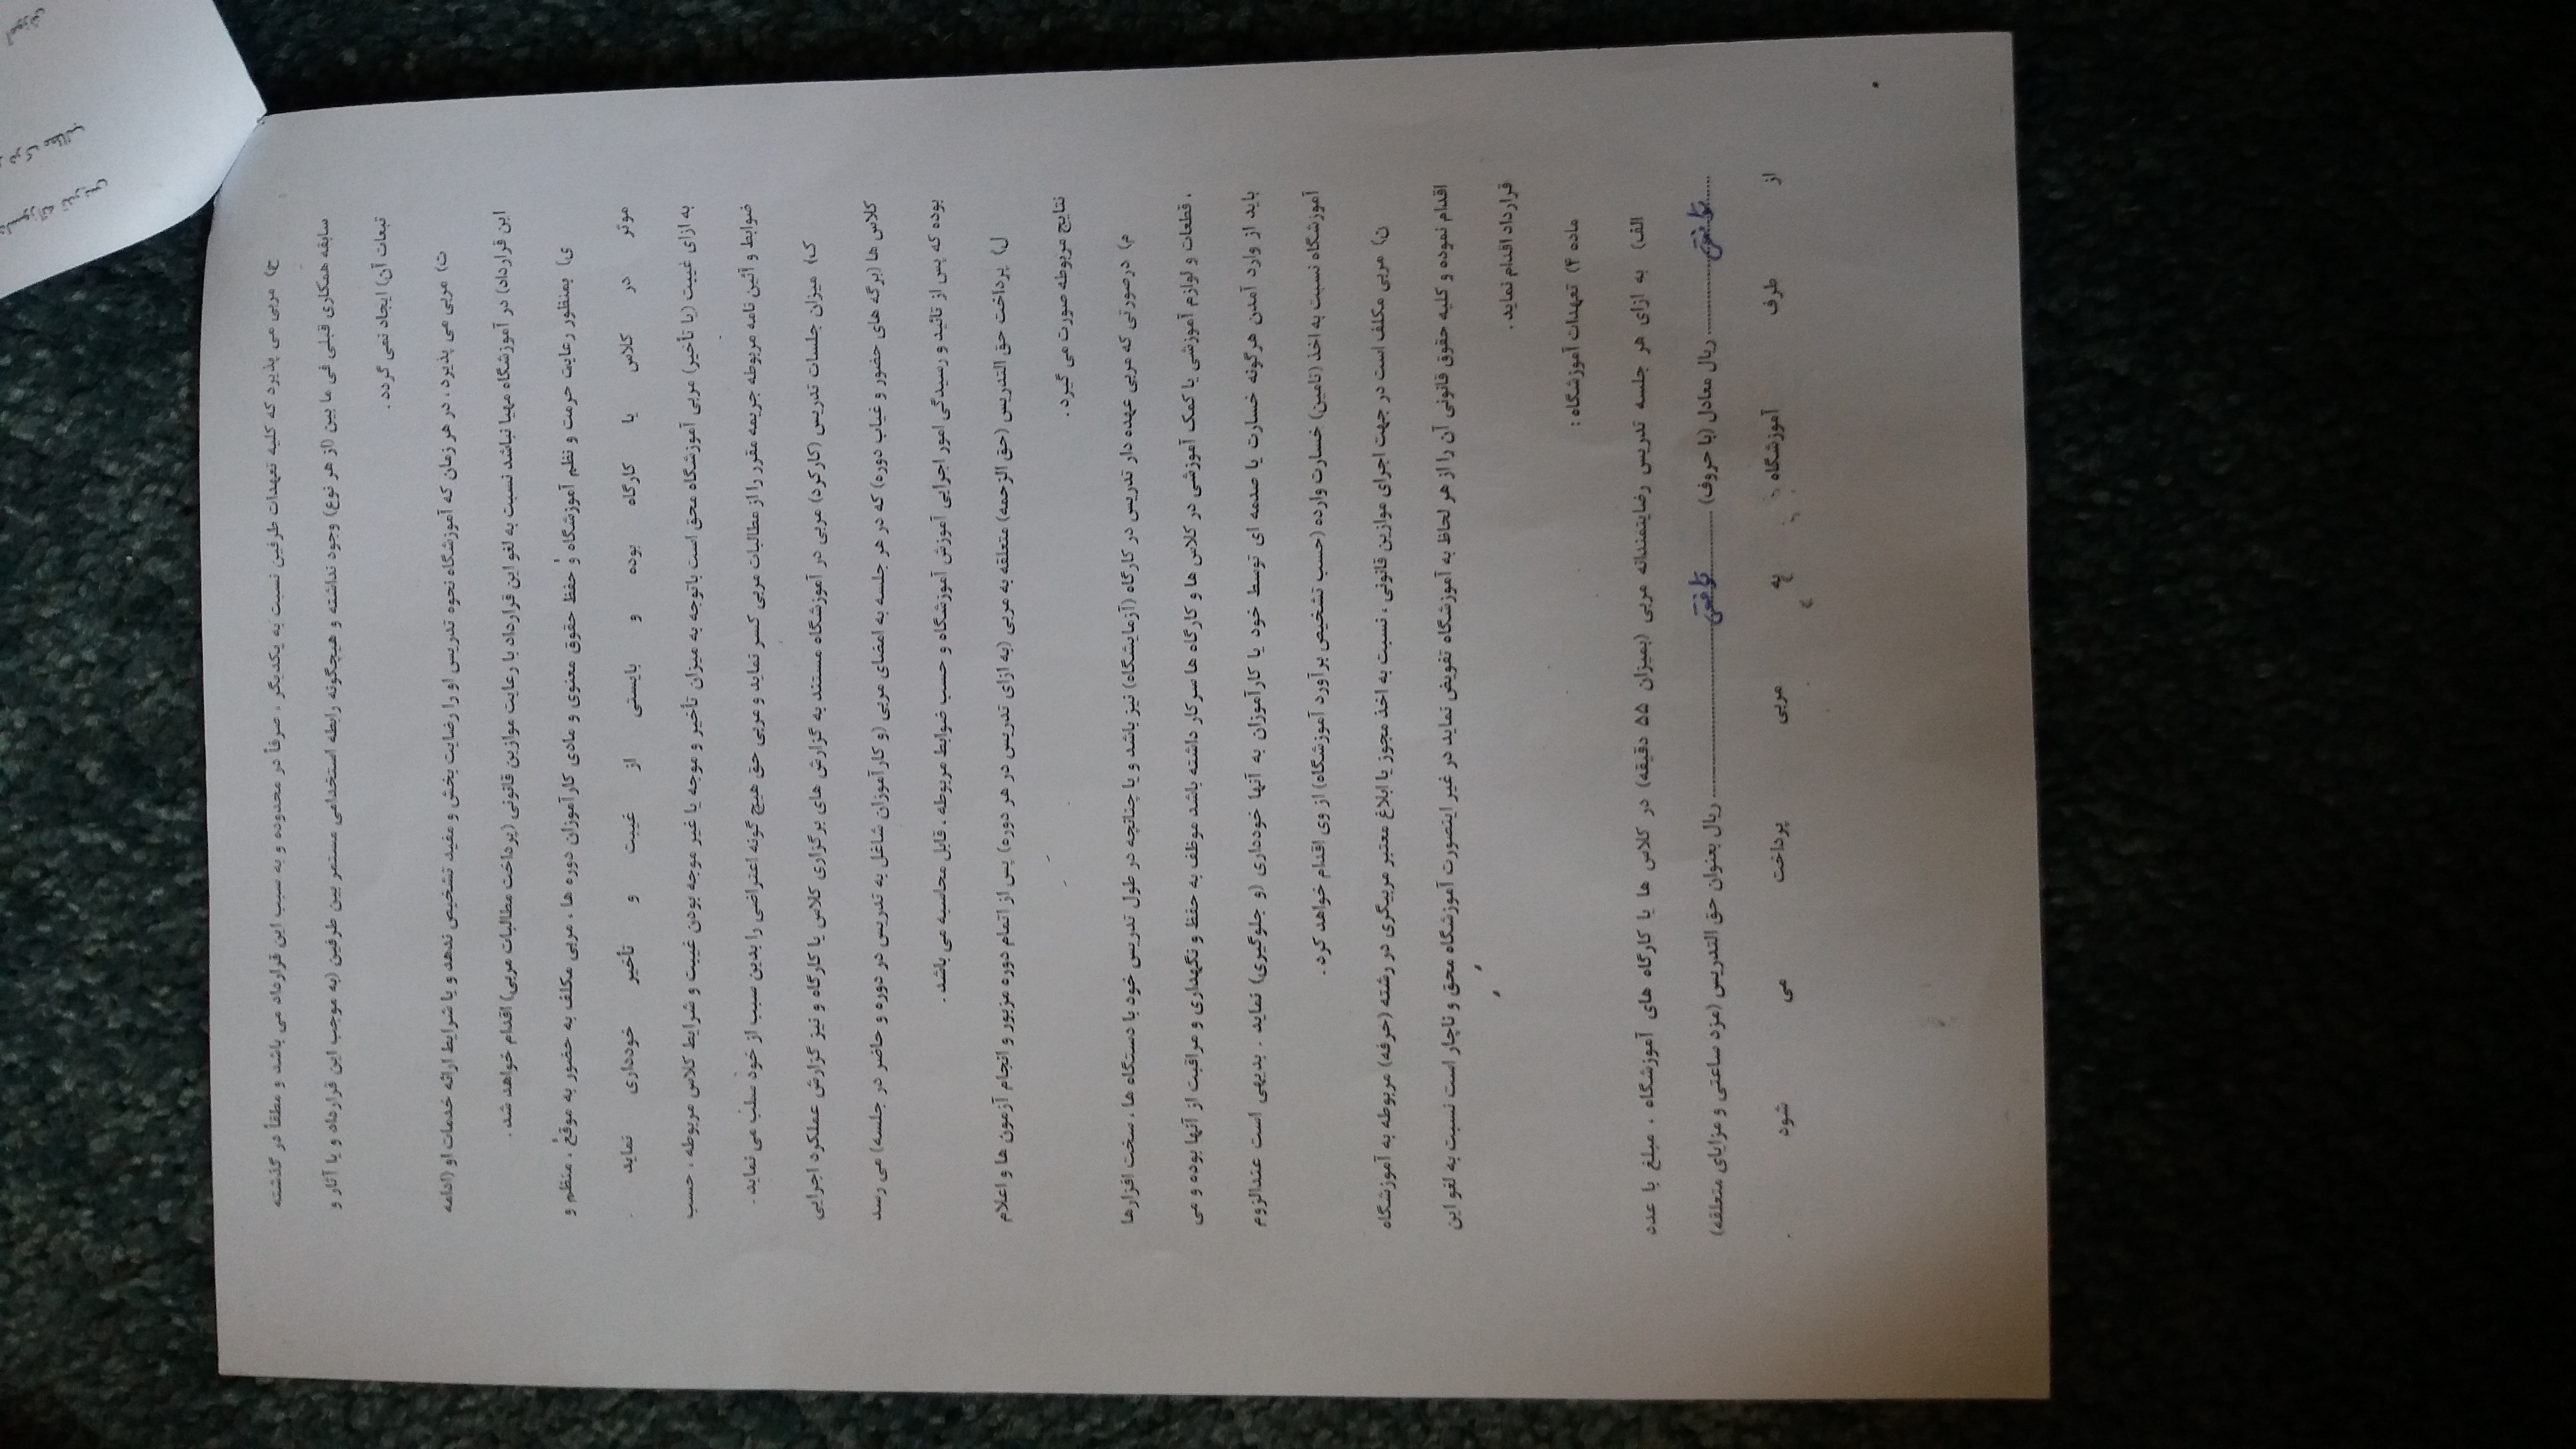 ح) مربی می پذیرد که کلیه تعهدات طرفین نسبت به یکدیگر ، صرفاً در محدوده و به سبب این قرارداد می باشد و مطقاً در گذشته
سابقه همکاری قبلی فی ما بین (از هر نوع) وجود نداشته و هیچگونه رابطه استخدامی مستمر بین طرفین (به موجب این قرارداد و یا آثار و
تبعات آن) ایجاد نمی گردد .
ت) مربی می پذیرد ، در هر زمان که آموزشگاه نحوه تدریس او را رضایت بخش و مفید تشخیص ندهد و یا شرایط ارائه خدمات او (ادامه
این قرارداد) در آموزشگاه مهیا نباشد نسبت به لغو این قرارداد با رعایت موازین قانونی (پرداخت مطالبات مربی) اقدام خواهد شد .
ی) بمنظور رعایت حرمت و نظم آموزشگاه و حفظ حقوق معنوی و مادی کارآموزان دوره ها ، مربی مکلف به حضور به موقع ، منظم و
موثر در کلاس یا کارگاه بوده و بایستی از غیبت و تأخیر خودداری نماید .
به ازای غیبت (یا تأخیر) مربی آموزشگاه محق است باتوجه به میزان تأخیر و موجه یا غیر موجه بودن غیبت و شرایط کلاس مربوطه ، حسب
ضوابط و آئین نامه مربوطه جریمه مقرر را از مطالبات مربی کسر نماید و مربی حق هیچ گونه اعتراضی را بدین سبب از خود سلب می نماید .
ک) میزان جلسات تدریس (کارکرد) مربی در آموزشگاه مستند به گزارش های برگزاری کلاس یا کارگاه و نیز گزارش عملکرد اجرایی
کلاس ها (برگه های حضور و غیاب دوره) که در هر جلسه به امضای مربی (و کارآموزان شاغل به تدریس در دوره و حاضر در جلسه) می رسد
بوده که پس از تائید و رسیدگی امور اجرایی آموزش آموزشگاه و حسب ضوابط مربوطه ، قابل محاسبه می باشد .
ل) پرداخت حق التدریس (حق الزحمه) متعلقه به مربی (به ازای تدریس در هر دوره) پس از اتمام دوره مزبور و انجام آزمون ها و اعلام
نتایج مربوطه صورت می گیرد .
م) درصورتی که مربی عهده دار تدریس در کارگاه (آزمایشگاه) نیز باشد و یا چنانچه در طول تدریس خود با دستگاه ها ، سخت افزارها
، قطعات و لوازم آموزشی یا کمک آموزشی در کلاس ها و کارگاه ها سرکار داشته باشد موظف به حفظ و نگهداری و مراقبت از آنها بوده و می
باید از وارد آمدن هرگونه خسارت یا صدمه ای توسط خود یا کارآموزان به آنها خودداری (و جلوگیری) نماید . بدیهی است عندالزوم
آموزشگاه نسبت به اخذ (تامین) خسارت وارده (حسب تشخیص برآورد آموزشگاه) از وی اقدام خواهد کرد .
ن) مربی مکلف است در جهت اجرای موازین قانونی ، نسبت به اخذ مجوز یا ابلاغ معتبر مربیگری در رشته (حرفه) مربوطه به آموزشگاه
اقدام نموده و کلیه حقوق قانونی آن را از هر لحاظ به آموزشگاه تفویض نماید در غیر اینصورت آموزشگاه محق و ناچار است نسبت به لغو این
قرارداد اقدام نماید .
ماده ۴) تعهدات آموزشگاه :
الف) به ازای هر جلسه تدریس رضایتمندانه مربی (بمیزان ۵۵ دقیقه) در کلاس ها یا کارگاه های آموزشگاه ، مبلغ با عدد
توافقی ریال معادل (با حروف) توافقی ریال بعنوان حق التدریس (مزد ساعتی و مزایای متعلقه)
از طرف آموزشگاه به مربی پرداخت می شود .
تدریس
درک مطالب
آموزش